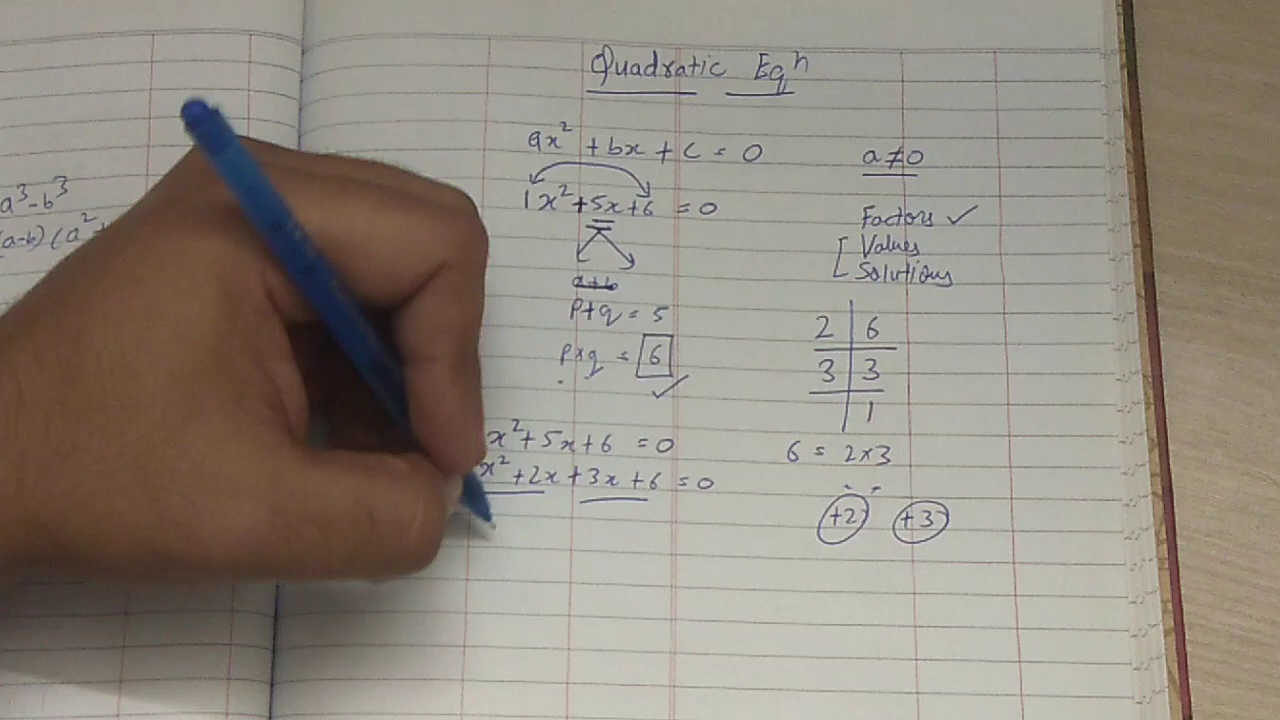 a³-b³
(a-b) (a²+
Quadratic Eqⁿ
ax² + bx + c = 0
a ≠ 0
1x² + 5x + 6 = 0
Factors ✓
[ Values
Solutions
a+b
p+q = 5
p×q = 6
✓
2 | 6
3 | 3
| 1
6 = 2×3
+2 +3
x² + 5x + 6 = 0
x² + 2x + 3x + 6 = 0